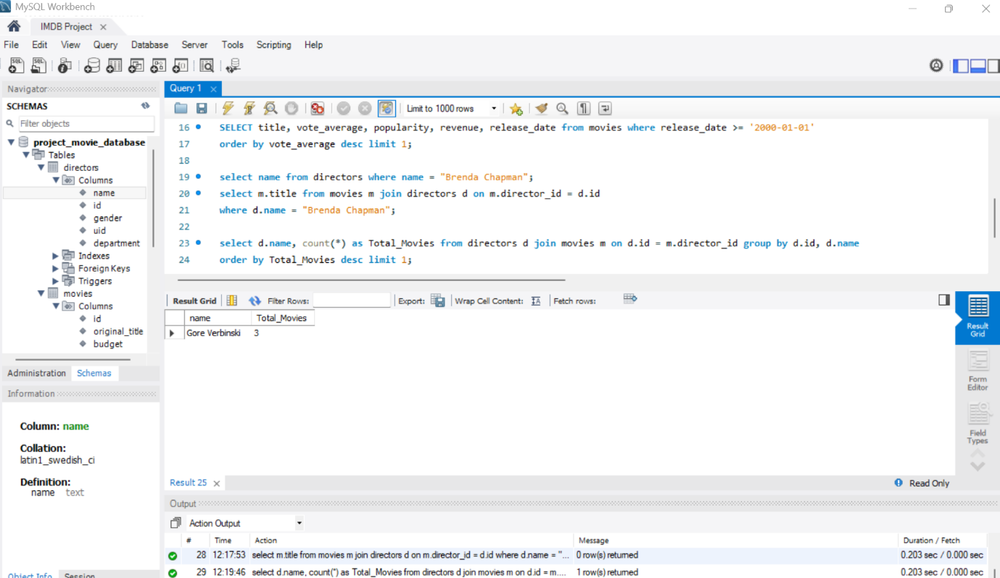 MySQL Workbench
IMDB Project
File Edit View Query Database Server Tools Scripting Help
Navigator
SCHEMAS
Filter objects
project_movie_database
Tables
directors
Columns
name
id
gender
uid
department
Indexes
Foreign Keys
Triggers
movies
Columns
id
original_title
budget
Administration Schemas
Information
Column: name
Collation:
latin1_swedish_ci
Definition:
name text
Object Info Session
Query 1
Limit to 1000 rows
16 SELECT title, vote_average, popularity, revenue, release_date from movies where release_date >= '2000-01-01'
17 order by vote_average desc limit 1;
18
19 select name from directors where name = "Brenda Chapman";
20 select m.title from movies m join directors d on m.director_id = d.id
21 where d.name = "Brenda Chapman";
22
23 select d.name, count(*) as Total_Movies from directors d join movies m on d.id = m.director_id group by d.id, d.name
24 order by Total_Movies desc limit 1;
Result Grid Filter Rows: Export: Wrap Cell Content: Fetch rows:
name Total_Movies
Gore Verbinski 3
Result Grid
Form Editor
Field Types
Result 25 Read Only
Output
Action Output
# Time Action Message Duration / Fetch
28 12:17:53 select m.title from movies m join directors d on m.director_id = d.id where d.name = "... 0 row(s) returned 0.203 sec / 0.000 sec
29 12:19:46 select d.name, count(*) as Total_Movies from directors d join movies m on d.id = m.... 1 row(s) returned 0.203 sec / 0.000 sec